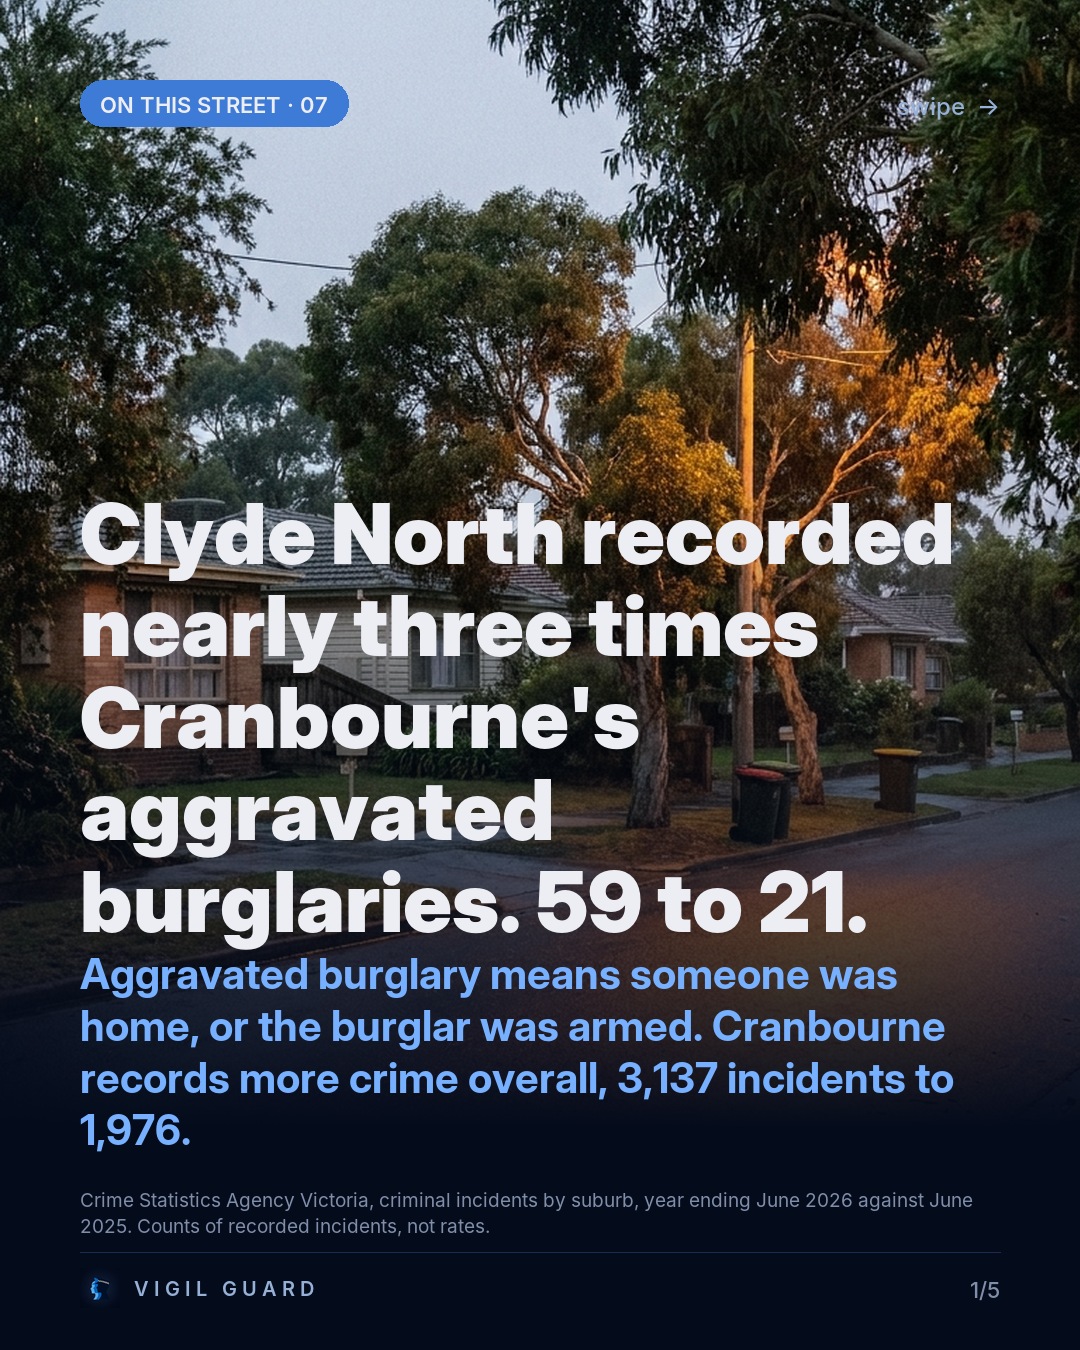 ON THIS STREET · 07
swipe →
Clyde North recorded
nearly three times
Cranbourne's
aggravated
burglaries. 59 to 21.
Aggravated burglary means someone was
home, or the burglar was armed. Cranbourne
records more crime overall, 3,137 incidents to
1,976.
Crime Statistics Agency Victoria, criminal incidents by suburb, year ending June 2026 against June
2025. Counts of recorded incidents, not rates.
VIGIL GUARD
1/5